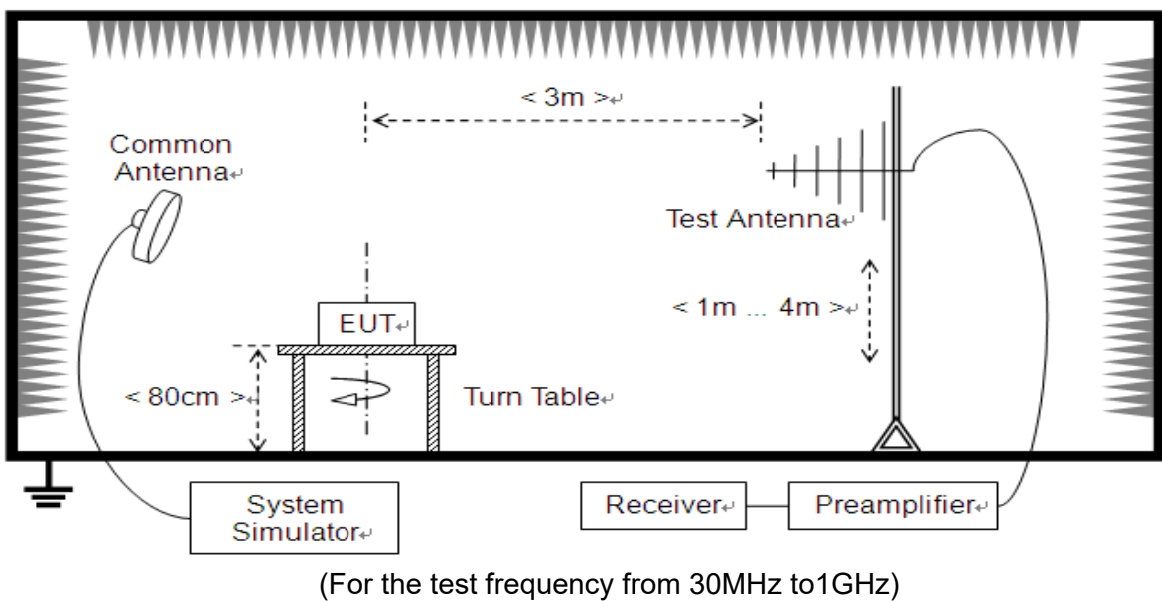 < 3m >↵
Common
Antenna↵
Test Antenna↵
< 1m ... 4m >↵
EUT↵
< 80cm >↵
Turn Table↵
System
Simulator↵
Receiver↵
Preamplifier↵
(For the test frequency from 30MHz to1GHz)